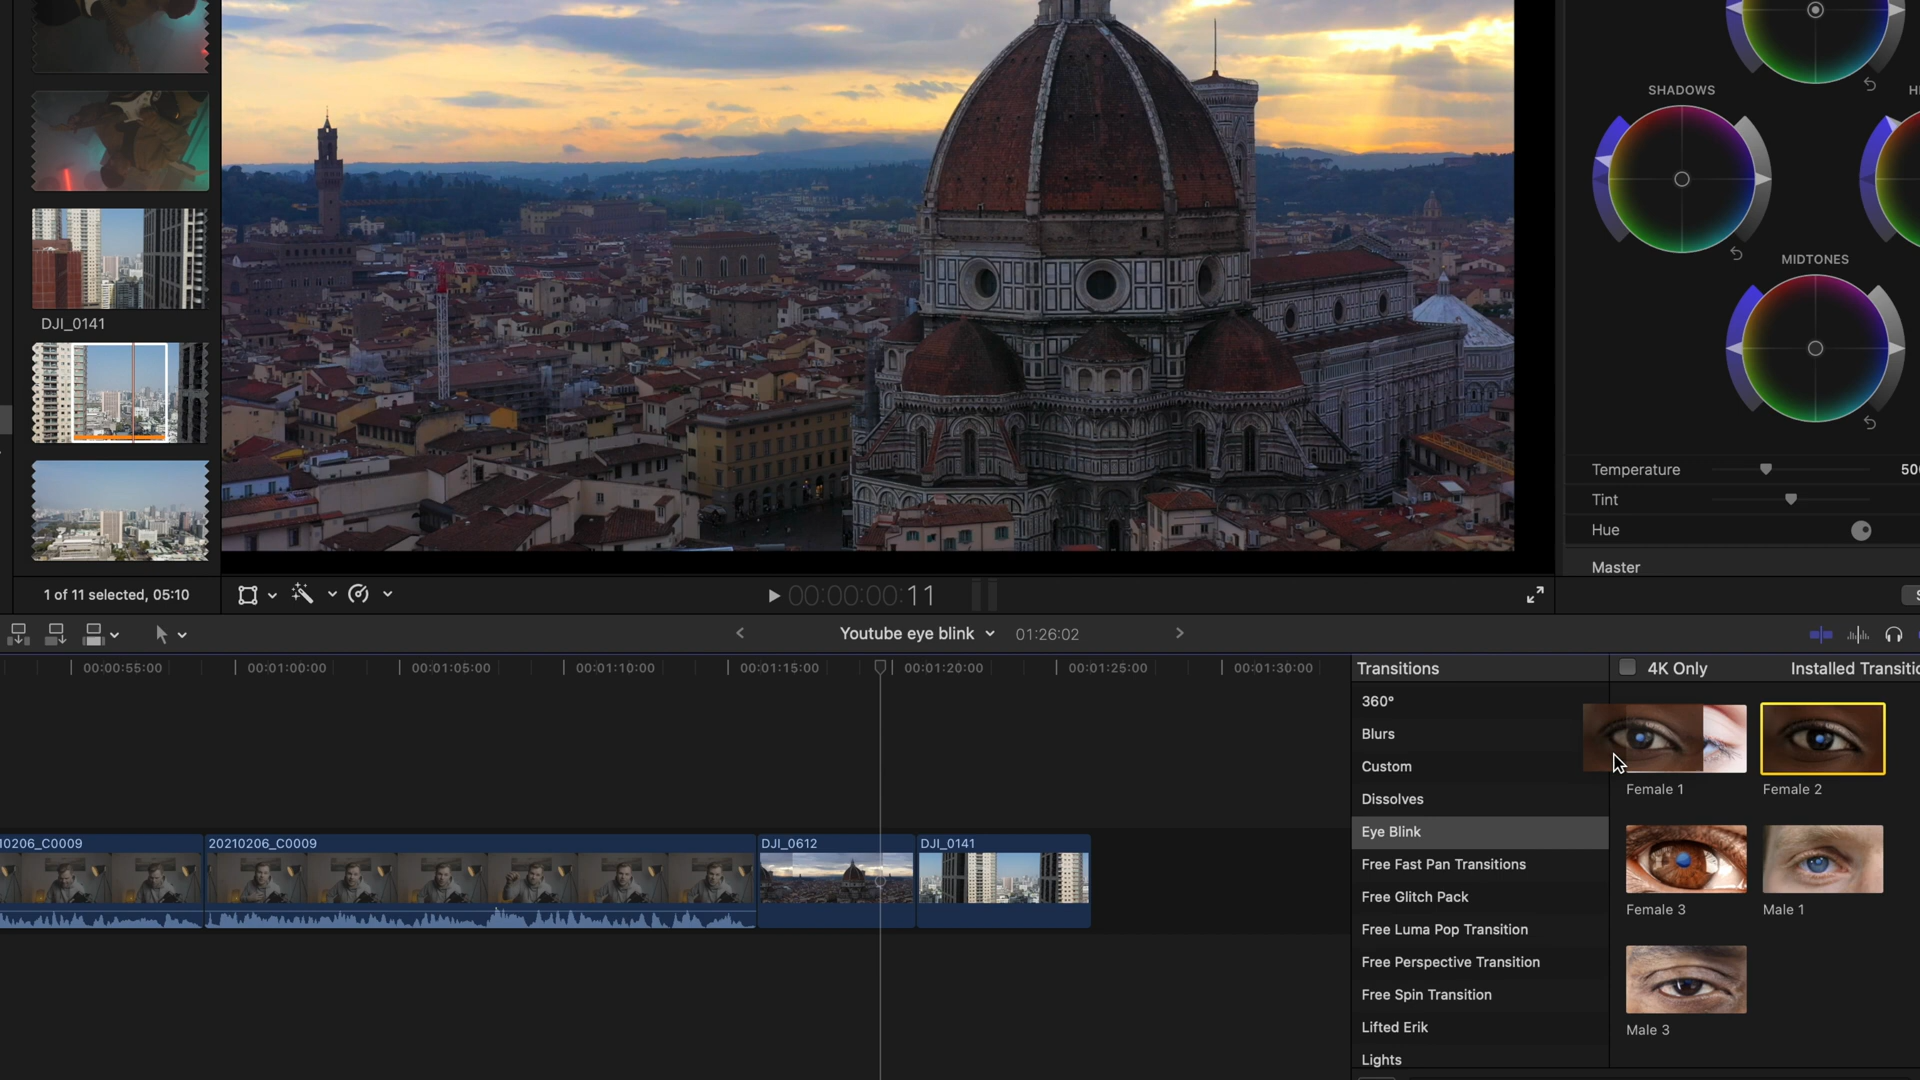 SHADOWS
MIDTONES
DJI_0141
Temperature
Tint
Hue
Master
1 of 11 selected, 05:10
00:00:00:11
Youtube eye blink
01:26:02
00:00:55:00
00:01:00:00
00:01:05:00
00:01:10:00
00:01:15:00
00:01:20:00
00:01:25:00
00:01:30:00
Transitions
4K Only
Installed
360°
Blurs
Custom
Dissolves
Eye Blink
Free Fast Pan Transitions
Free Glitch Pack
Free Luma Pop Transition
Free Perspective Transition
Free Spin Transition
Lifted Erik
Lights
Female 1
Female 2
Female 3
Male 1
Male 3
0206_C0009
20210206_C0009
DJI_0612
DJI_0141